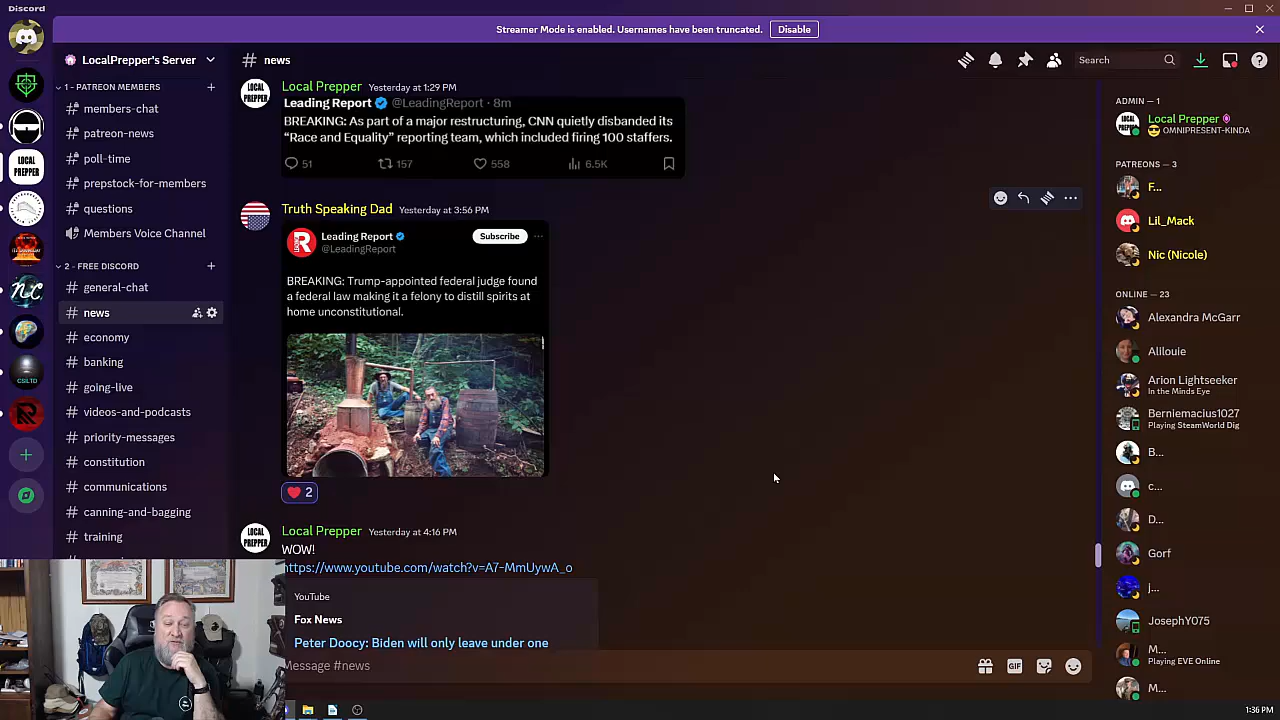 Discord
Streamer Mode is enabled. Usernames have been truncated.
Disable
LocalPrepper's Server
news
Search
1 - PATREON MEMBERS
members-chat
patreon-news
poll-time
prepstock-for-members
questions
Members Voice Channel
2 - FREE DISCORD
general-chat
news
economy
banking
going-live
videos-and-podcasts
priority-messages
constitution
communications
canning-and-bagging
training
LOCAL PREPPER
NC
CSILTD
Local Prepper Yesterday at 1:29 PM
Leading Report @LeadingReport · 8m
BREAKING: As part of a major restructuring, CNN quietly disbanded its
“Race and Equality” reporting team, which included firing 100 staffers.
51 157 558 6.5K
Truth Speaking Dad Yesterday at 3:56 PM
Leading Report
@LeadingReport
Subscribe
BREAKING: Trump-appointed federal judge found
a federal law making it a felony to distill spirits at
home unconstitutional.
2
Local Prepper Yesterday at 4:16 PM
WOW!
https://www.youtube.com/watch?v=A7-MmUywA_o
YouTube
Fox News
Peter Doocy: Biden will only leave under one
Message #news
GIF
ADMIN — 1
Local Prepper
OMNIPRESENT-KINDA
PATREONS — 3
F...
Lil_Mack
Nic (Nicole)
ONLINE — 23
Alexandra McGarr
Alilouie
Arion Lightseeker
In the Minds Eye
Berniemacius1027
Playing SteamWorld Dig
B...
c...
D...
Gorf
j...
JosephY075
M...
Playing EVE Online
M...
1:36 PM